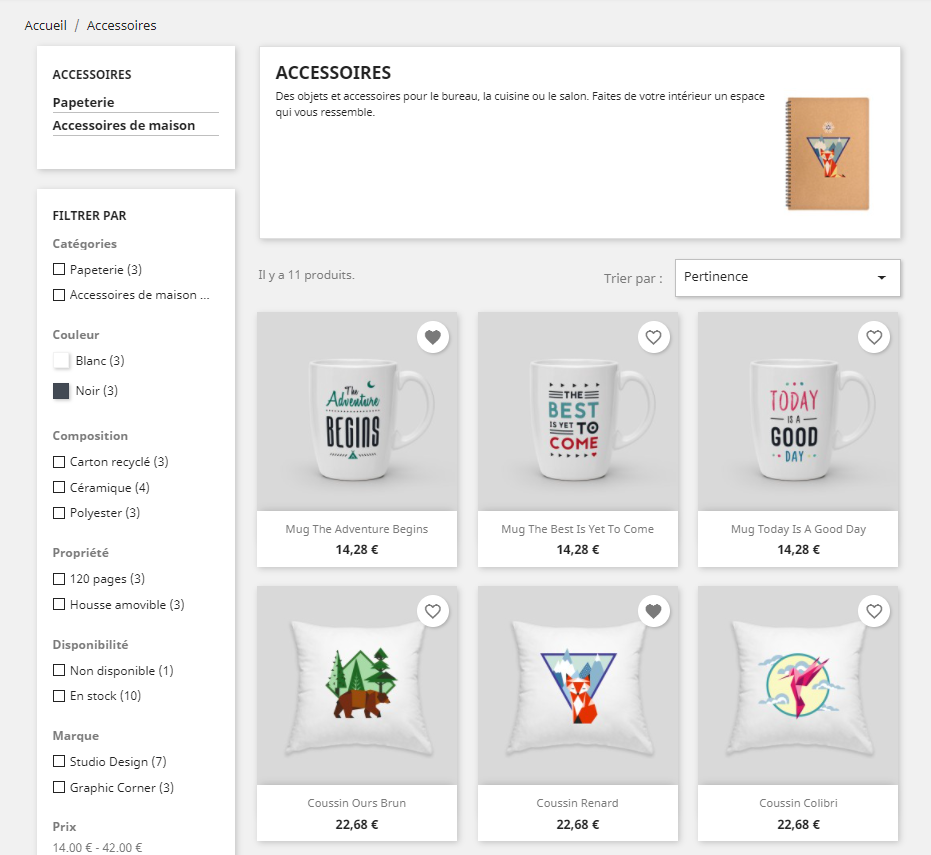 Accueil / Accessoires
ACCESSOIRES
Papeterie
Accessoires de maison
FILTRER PAR
Catégories
Papeterie (3)
Accessoires de maison ...
Couleur
Blanc (3)
Noir (3)
Composition
Carton recyclé (3)
Céramique (4)
Polyester (3)
Propriété
120 pages (3)
Housse amovible (3)
Disponibilité
Non disponible (1)
En stock (10)
Marque
Studio Design (7)
Graphic Corner (3)
Prix
14.00 € - 42.00 €
ACCESSOIRES
Des objets et accessoires pour le bureau, la cuisine ou le salon. Faites de votre intérieur un espace
qui vous ressemble.
Il y a 11 produits.
Trier par :
Pertinence
The
Adventure
BEGINS
Mug The Adventure Begins
14,28 €
THE
BEST
IS YET TO
COME
Mug The Best Is Yet To Come
14,28 €
TODAY
IS A
GOOD
DAY
Mug Today Is A Good Day
14,28 €
Coussin Ours Brun
22,68 €
Coussin Renard
22,68 €
Coussin Colibri
22,68 €